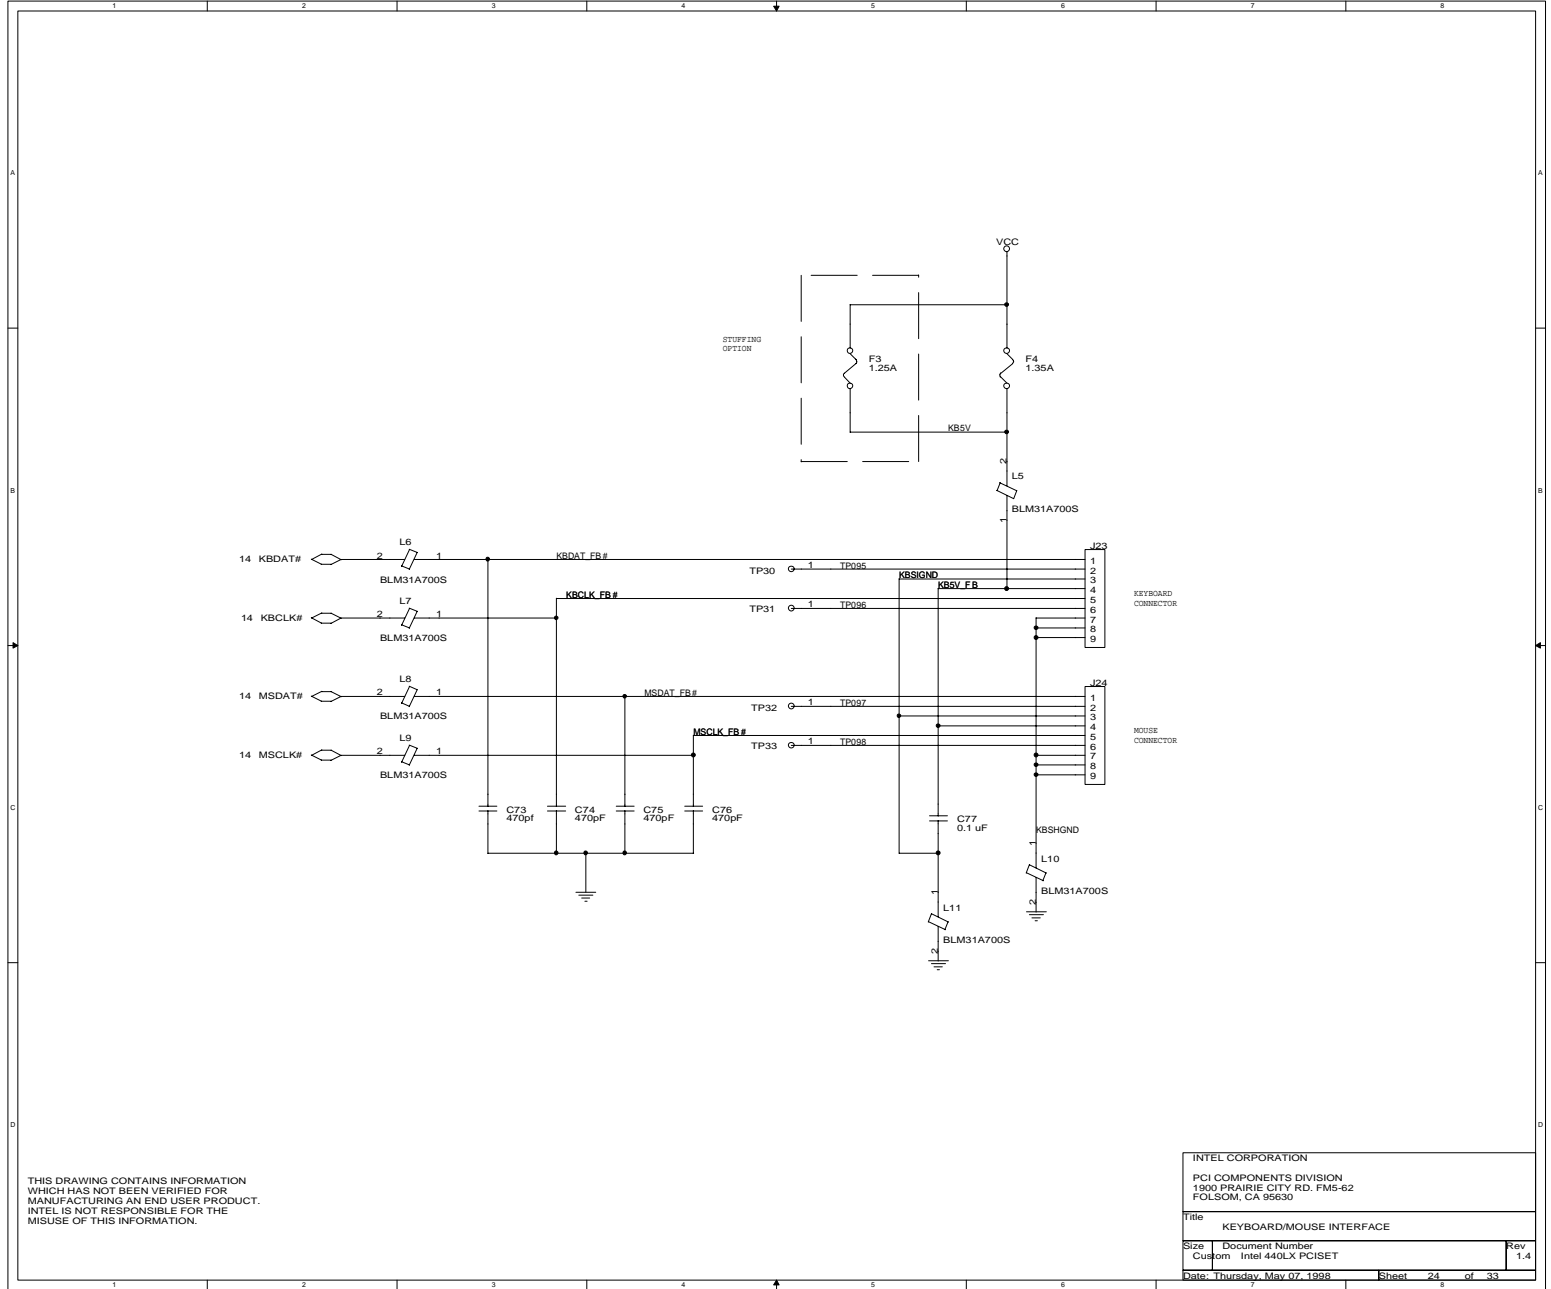 1 2 3 4 5 6 7 8
A A
VCC
STUFFING
OPTION
F3
1.25A
F4
1.35A
KB5V
B B
2
L5
BLM31A700S
1
14 KBDAT# 2 L6 1 KBDAT_FB#
BLM31A700S
TP30 1 TP095
KBSIGND
KB5V_FB
J23
1
2
3
4
5
6
7
8
9
KEYBOARD
CONNECTOR
KBCLK_FB#
TP31 1 TP096
14 KBCLK# 2 L7 1
BLM31A700S
14 MSDAT# 2 L8 1 MSDAT_FB#
BLM31A700S
TP32 1 TP097
J24
1
2
3
4
5
6
7
8
9
MOUSE
CONNECTOR
MSCLK_FB#
TP33 1 TP098
14 MSCLK# 2 L9 1
BLM31A700S
C C
C73
470pf
C74
470pF
C75
470pF
C76
470pF
C77
0.1 uF
KBSHGND
1
L10
BLM31A700S
2
1
L11
BLM31A700S
2
D D
THIS DRAWING CONTAINS INFORMATION
WHICH HAS NOT BEEN VERIFIED FOR
MANUFACTURING AN END USER PRODUCT.
INTEL IS NOT RESPONSIBLE FOR THE
MISUSE OF THIS INFORMATION.
INTEL CORPORATION
PCI COMPONENTS DIVISION
1900 PRAIRIE CITY RD. FM5-62
FOLSOM, CA 95630
Title
KEYBOARD/MOUSE INTERFACE
Size Document Number Rev
Custom Intel 440LX PCISET 1.4
Date: Thursday, May 07, 1998 Sheet 24 of 33
1 2 3 4 5 6 7 8